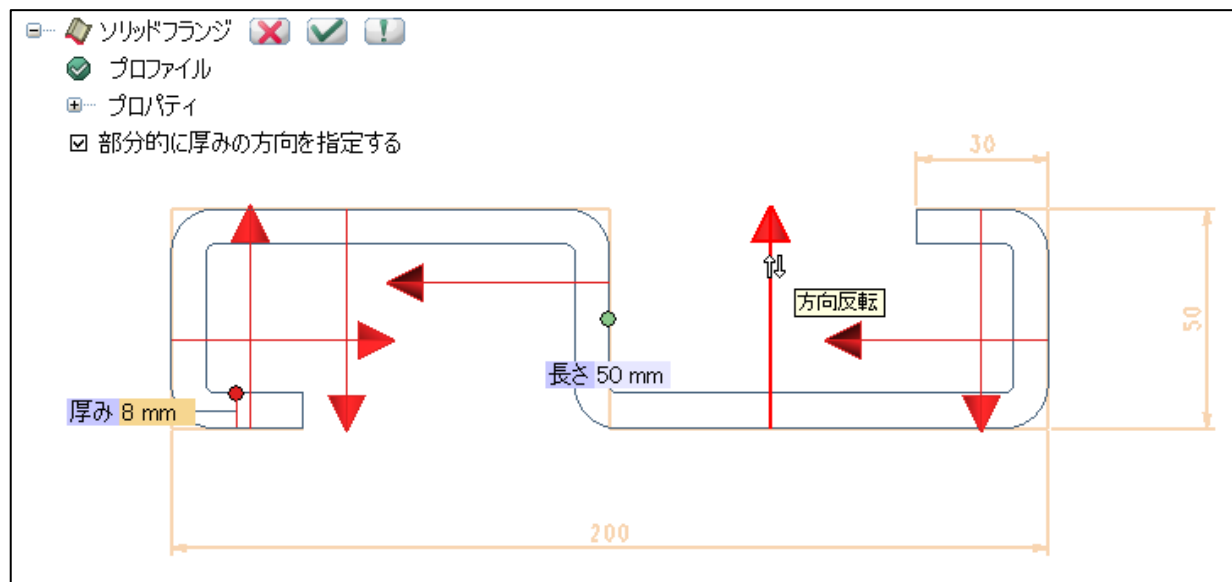 ソリッドフランジ
プロファイル
プロパティ
部分的に厚みの方向を指定する
30
方向反転
50
長さ 50 mm
厚み 8 mm
200